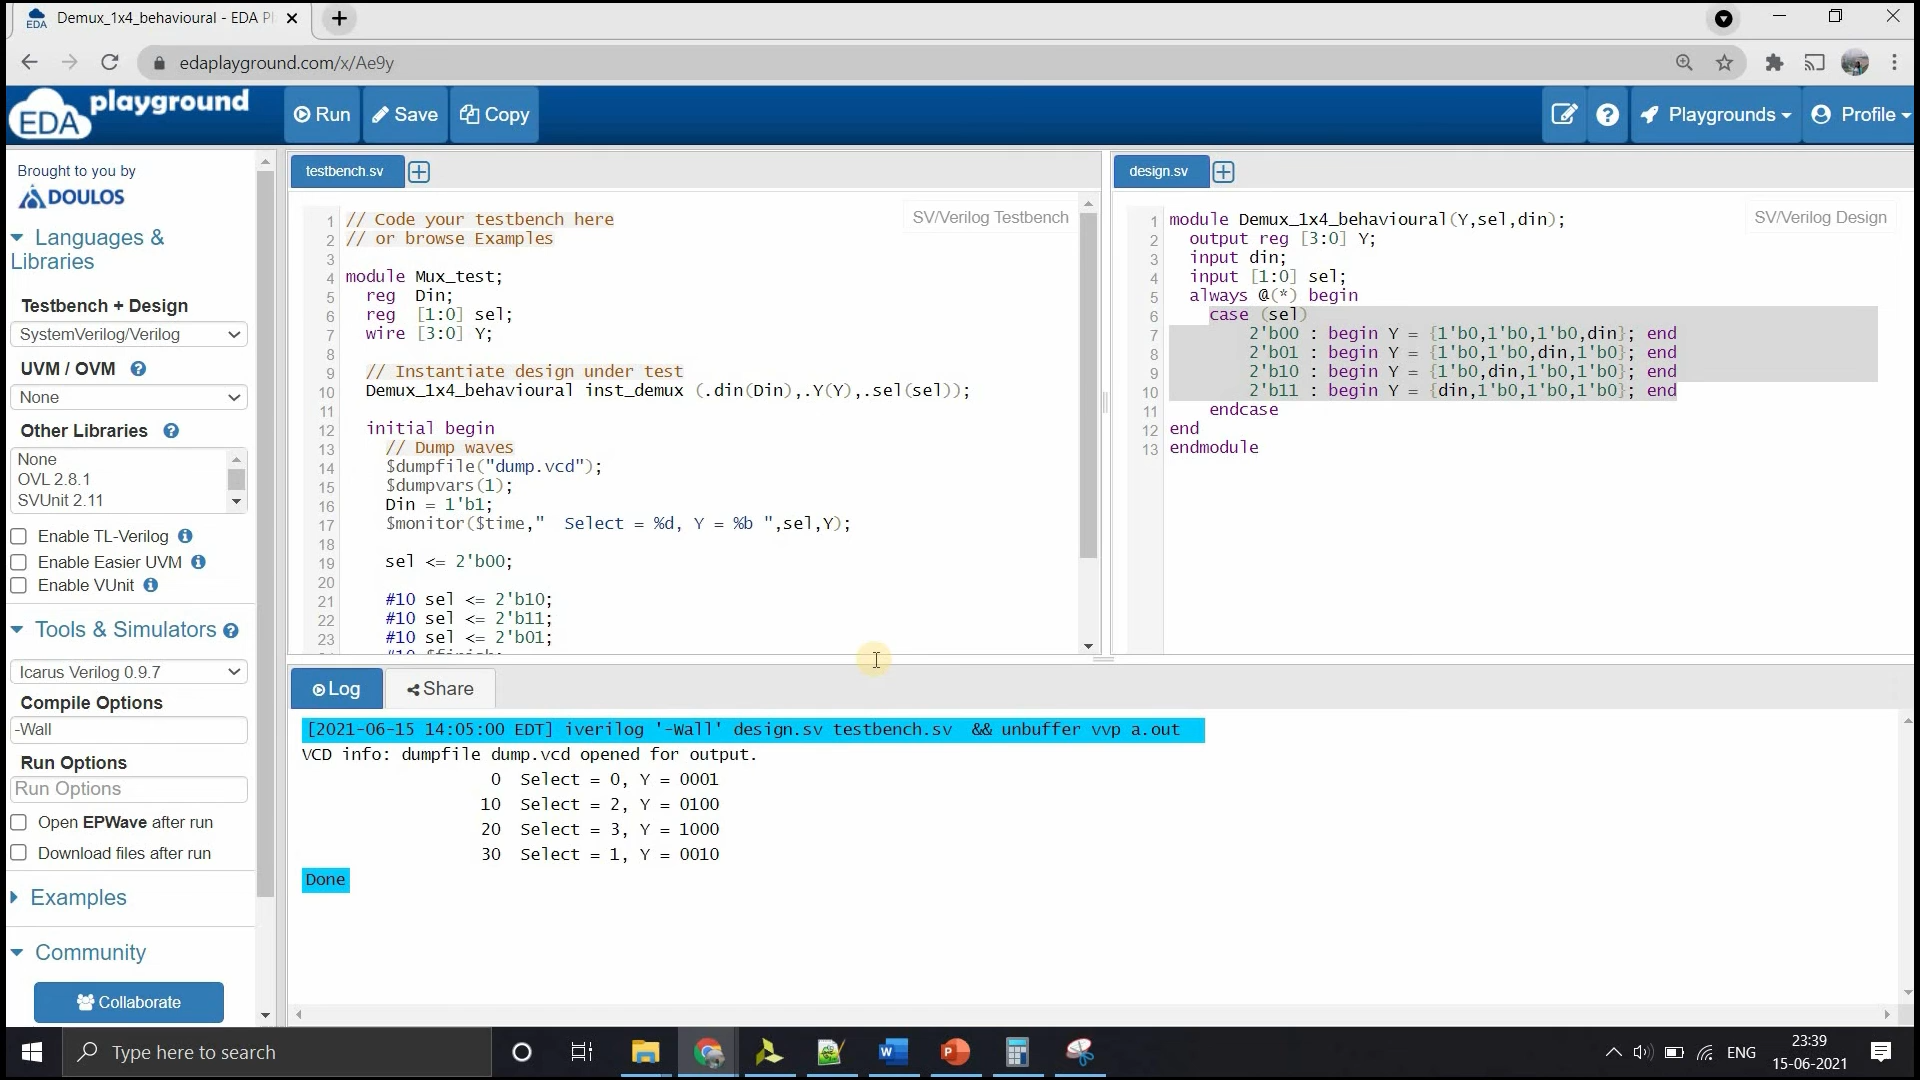 Demux_1x4_behavioural - EDA Pl
edaplayground.com/x/Ae9y
EDA playground
Run
Save
Copy
Playgrounds
Profile
Brought to you by
DOULOS
Languages &
Libraries
Testbench + Design
SystemVerilog/Verilog
UVM / OVM
None
Other Libraries
None
OVL 2.8.1
SVUnit 2.11
Enable TL-Verilog
Enable Easier UVM
Enable VUnit
Tools & Simulators
Icarus Verilog 0.9.7
Compile Options
-Wall
Run Options
Run Options
Open EPWave after run
Download files after run
Examples
Community
Collaborate
testbench.sv
SV/Verilog Testbench
1 // Code your testbench here
2 // or browse Examples
3
4 module Mux_test;
5 reg  Din;
6 reg  [1:0] sel;
7 wire [3:0] Y;
8
9 // Instantiate design under test
10 Demux_1x4_behavioural inst_demux (.din(Din),.Y(Y),.sel(sel));
11
12 initial begin
13 // Dump waves
14 $dumpfile("dump.vcd");
15 $dumpvars(1);
16 Din = 1'b1;
17 $monitor($time,"  Select = %d, Y = %b ",sel,Y);
18
19 sel <= 2'b00;
20
21 #10 sel <= 2'b10;
22 #10 sel <= 2'b11;
23 #10 sel <= 2'b01;
#10 $finish;
design.sv
SV/Verilog Design
1 module Demux_1x4_behavioural(Y,sel,din);
2 output reg [3:0] Y;
3 input din;
4 input [1:0] sel;
5 always @(*) begin
6 case (sel)
7 2'b00 : begin Y = {1'b0,1'b0,1'b0,din}; end
8 2'b01 : begin Y = {1'b0,1'b0,din,1'b0}; end
9 2'b10 : begin Y = {1'b0,din,1'b0,1'b0}; end
10 2'b11 : begin Y = {din,1'b0,1'b0,1'b0}; end
11 endcase
12 end
13 endmodule
Log
Share
[2021-06-15 14:05:00 EDT] iverilog '-Wall' design.sv testbench.sv  && unbuffer vvp a.out
VCD info: dumpfile dump.vcd opened for output.
0  Select = 0, Y = 0001
10  Select = 2, Y = 0100
20  Select = 3, Y = 1000
30  Select = 1, Y = 0010
Done
Type here to search
ENG
23:39
15-06-2021